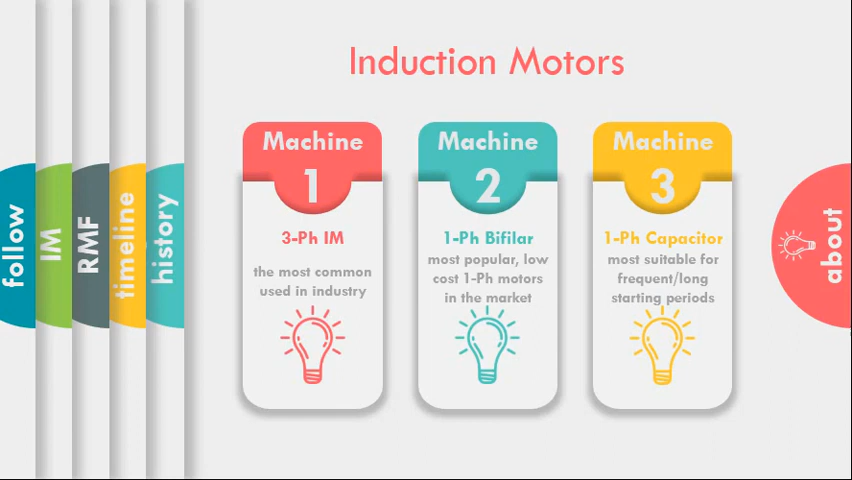 Induction Motors
follow
IM
RMF
timeline
history
Machine
1
3-Ph IM
the most common
used in industry
Machine
2
1-Ph Bifilar
most popular, low
cost 1-Ph motors
in the market
Machine
3
1-Ph Capacitor
most suitable for
frequent/long
starting periods
about